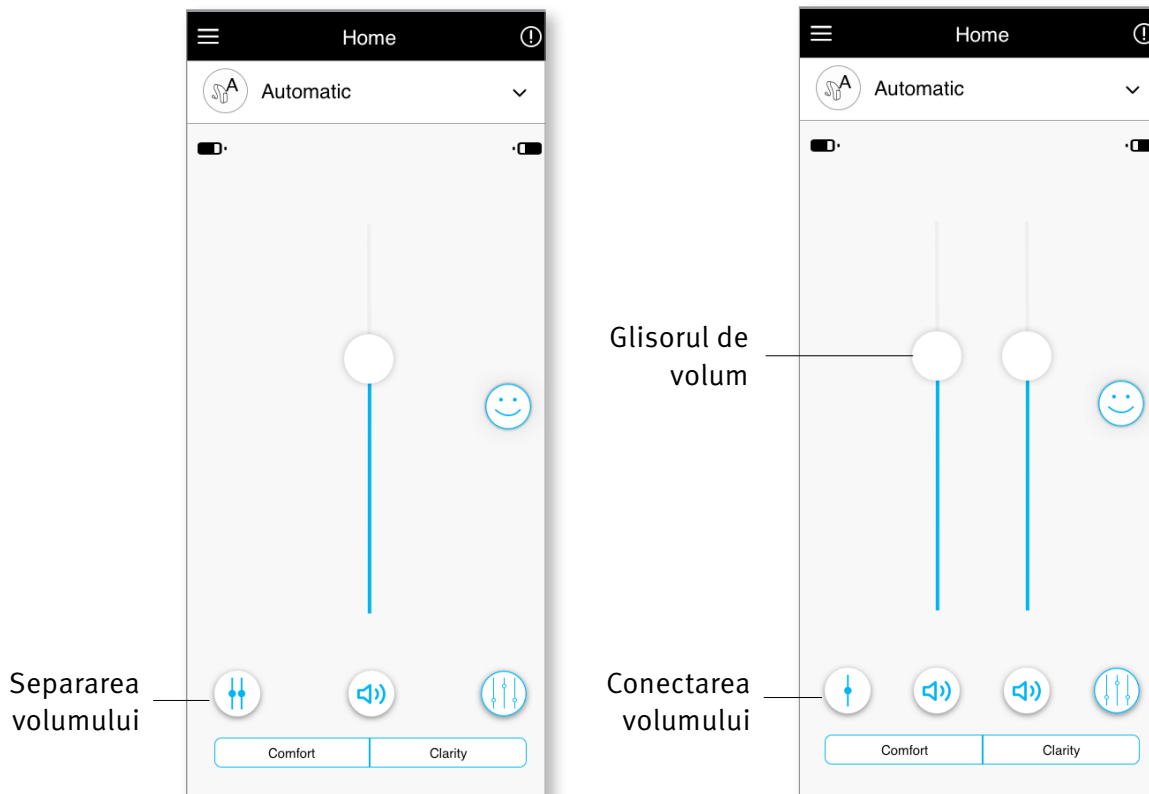 Home
A Automatic
Separarea
volumului
Comfort Clarity
Home
A Automatic
Glisorul de
volum
Conectarea
volumului
Comfort Clarity